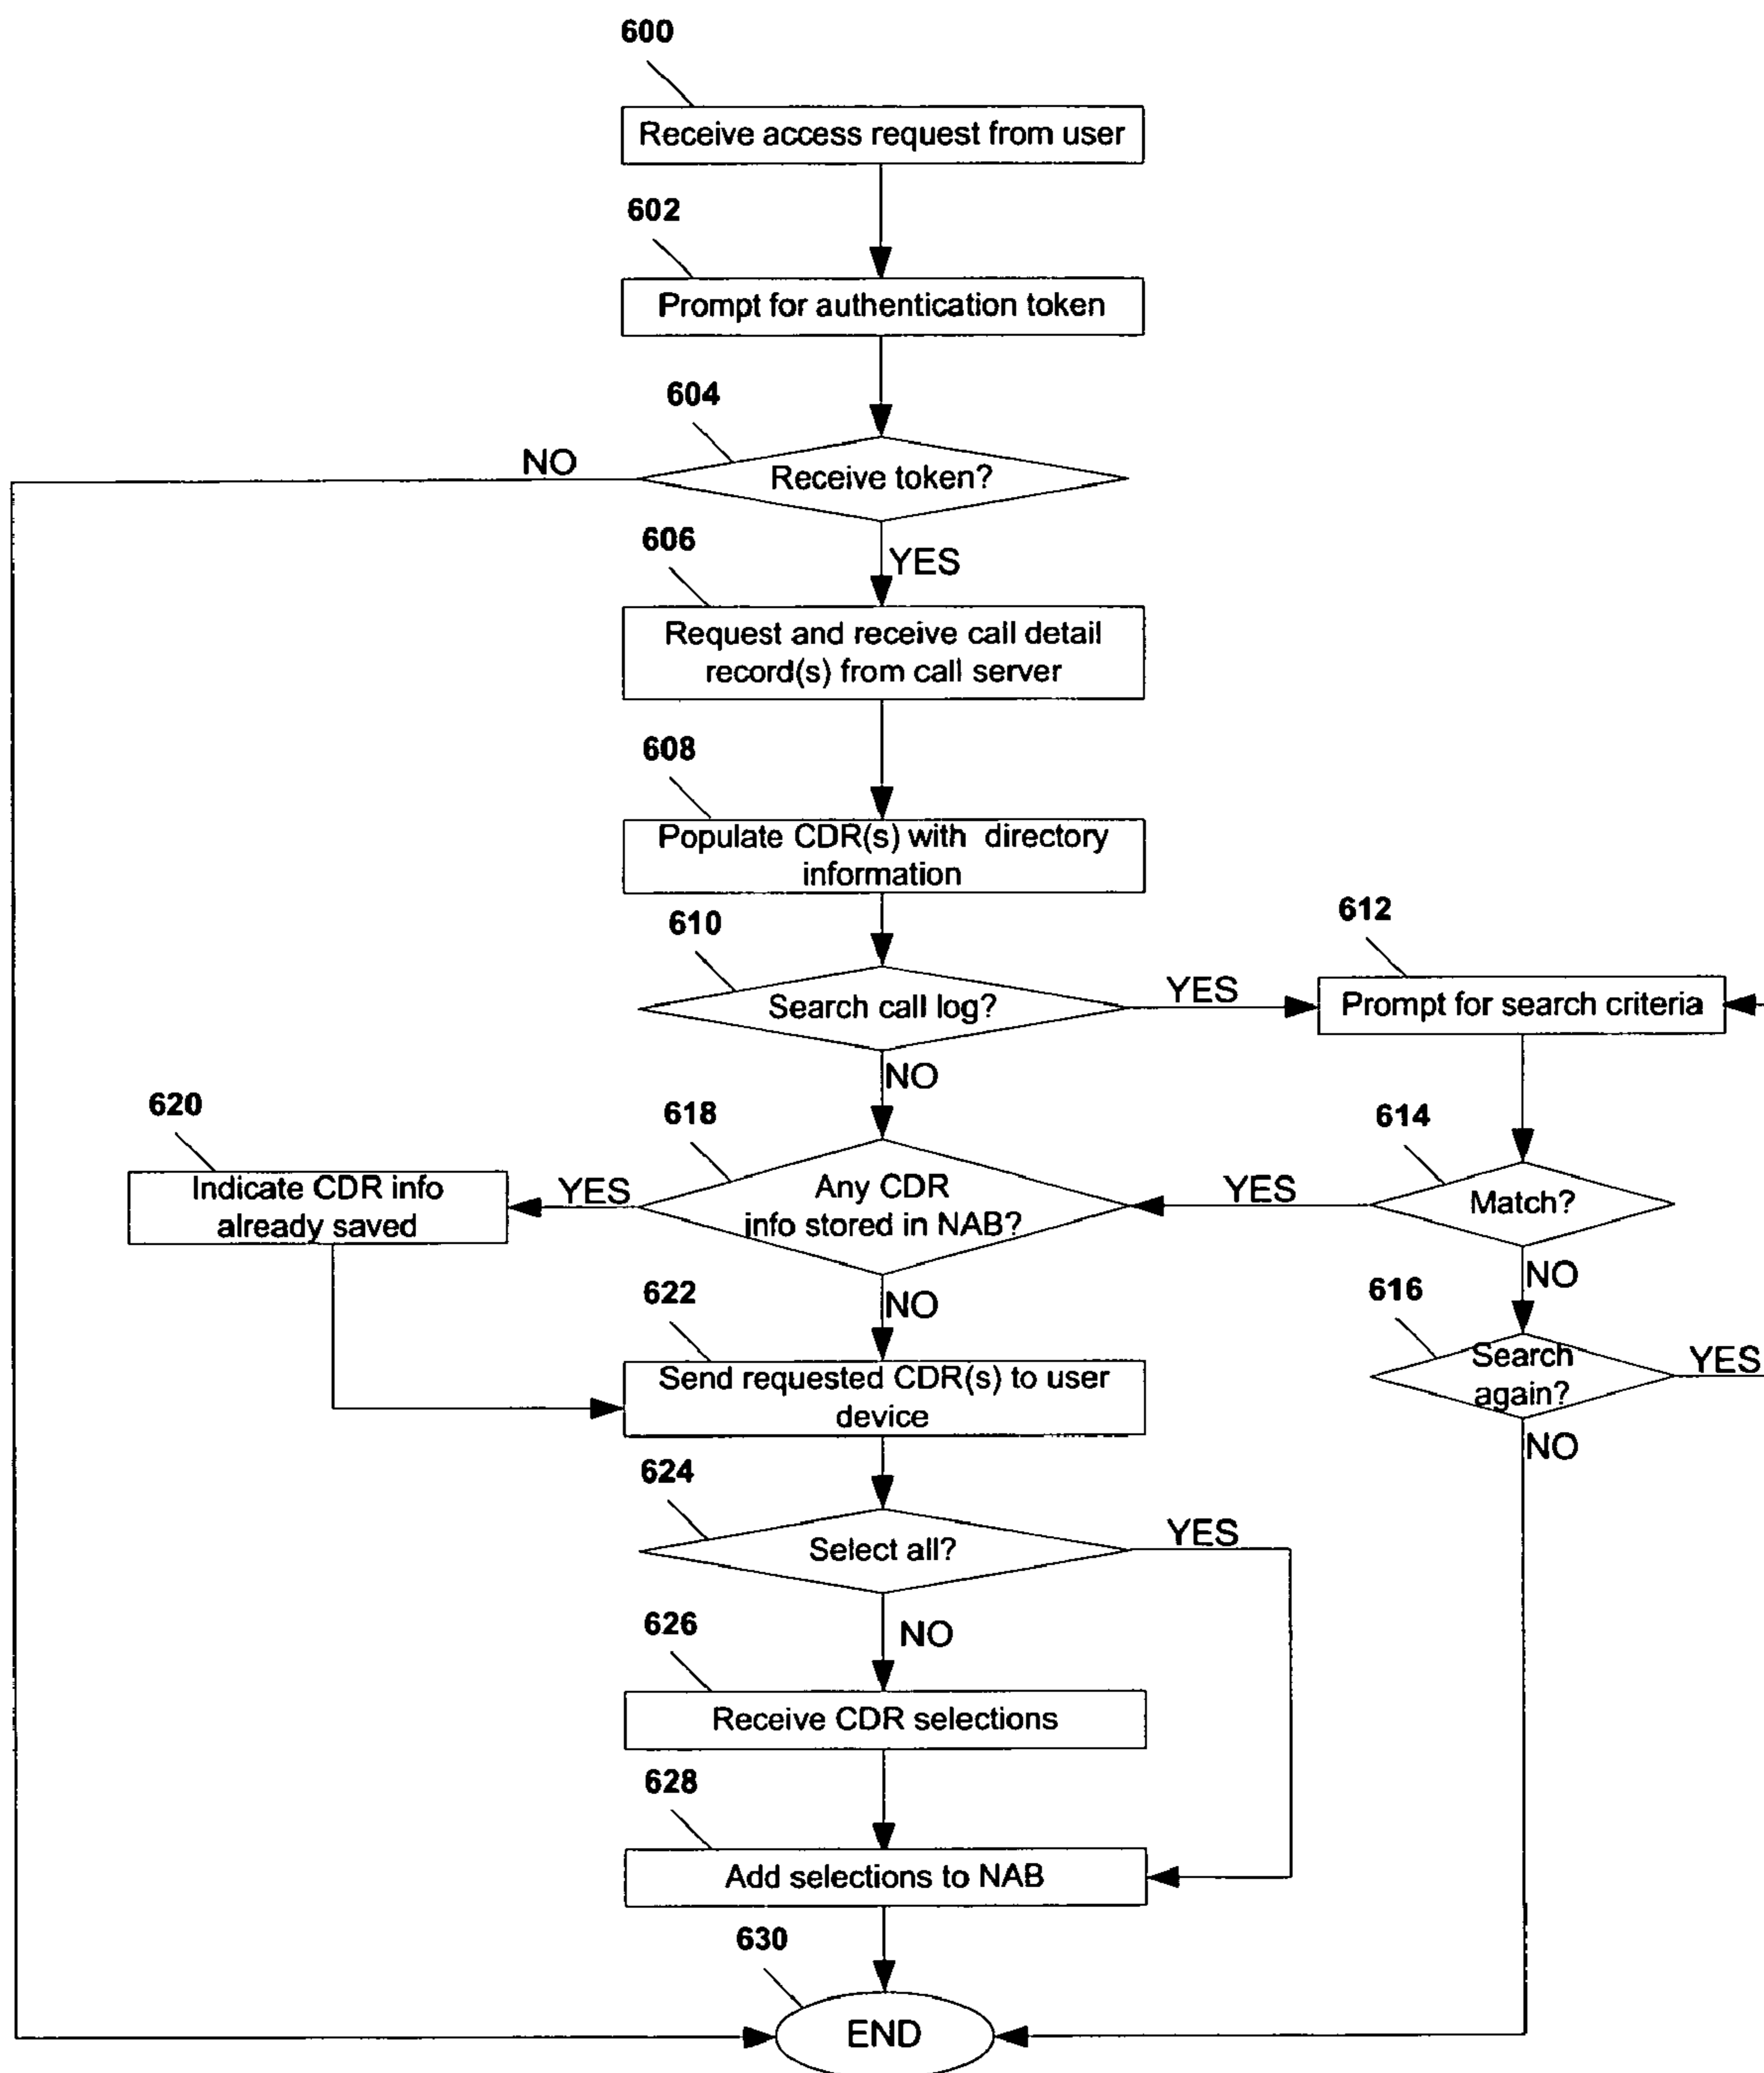 600
Receive access request from user
602
Prompt for authentication token
604
NO
Receive token?
606
YES
Request and receive call detail
record(s) from call server
608
Populate CDR(s) with directory
information
610
612
Search call log?
YES
Prompt for search criteria
NO
620
618
614
Indicate CDR info
already saved
YES
Any CDR
info stored in NAB?
YES
Match?
NO
622
NO
616
Send requested CDR(s) to user
device
Search
again?
YES
NO
624
Select all?
YES
626
NO
Receive CDR selections
628
Add selections to NAB
630
END